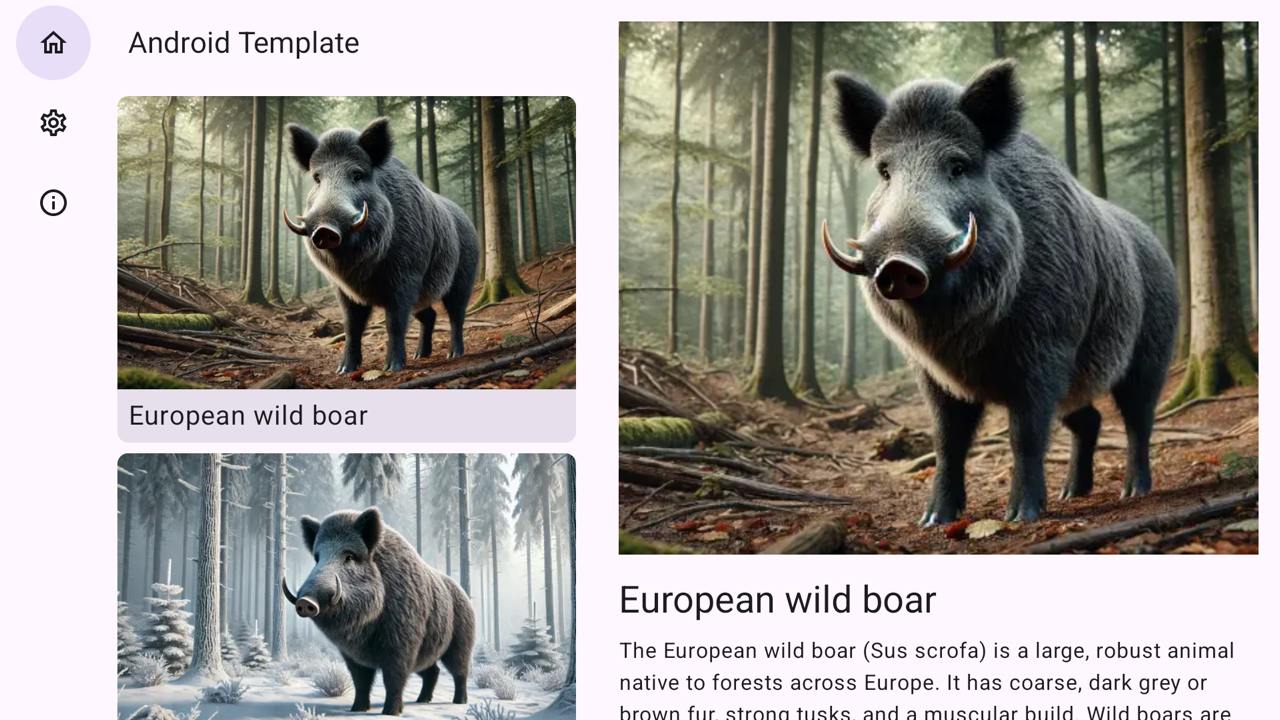 Android Template
European wild boar
European wild boar
The European wild boar (Sus scrofa) is a large, robust animal
native to forests across Europe. It has coarse, dark grey or
brown fur, strong tusks, and a muscular build. Wild boars are